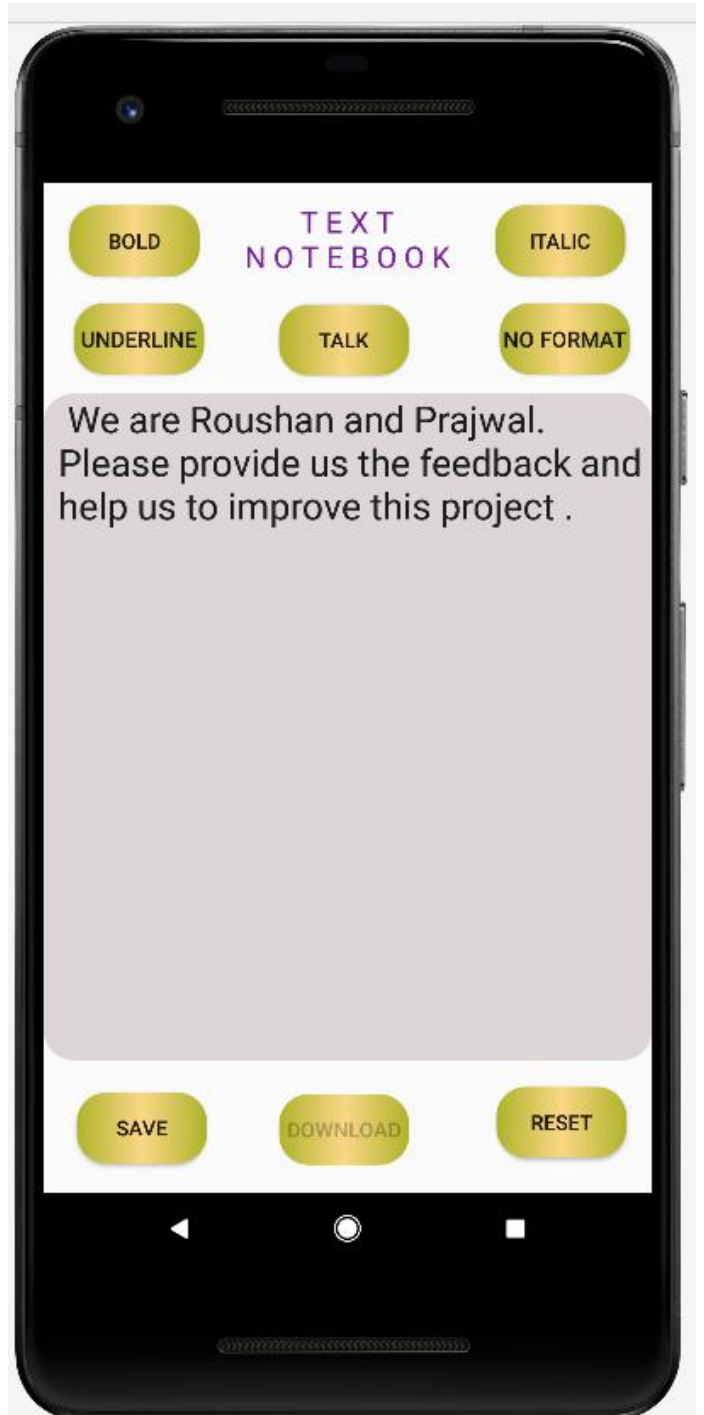 BOLD
TEXT
NOTEBOOK
ITALIC
UNDERLINE
TALK
NO FORMAT
We are Roushan and Prajwal.
Please provide us the feedback and
help us to improve this project .
SAVE
DOWNLOAD
RESET